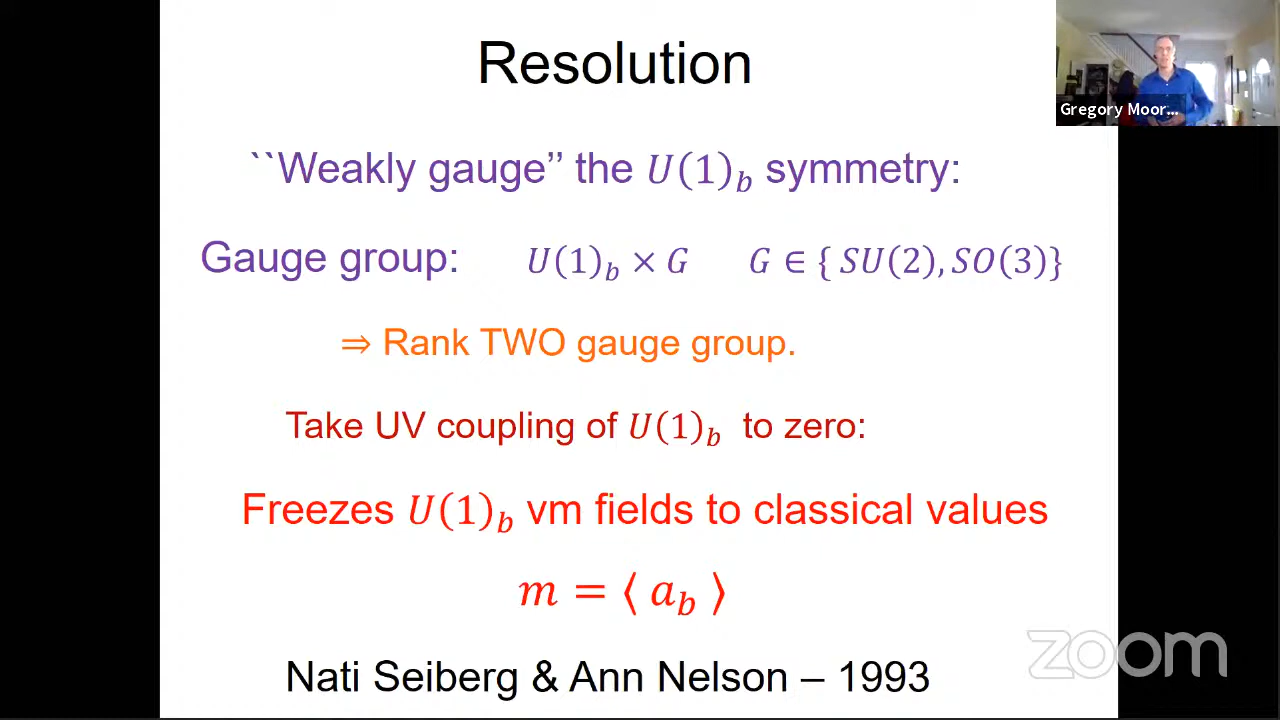 Resolution
Gregory Moor...
``Weakly gauge'' the U(1)_b symmetry:
Gauge group: U(1)_b × G G ∈ { SU(2), SO(3)}
⇒ Rank TWO gauge group.
Take UV coupling of U(1)_b to zero:
Freezes U(1)_b vm fields to classical values
m = ⟨ a_b ⟩
zoom
Nati Seiberg & Ann Nelson – 1993